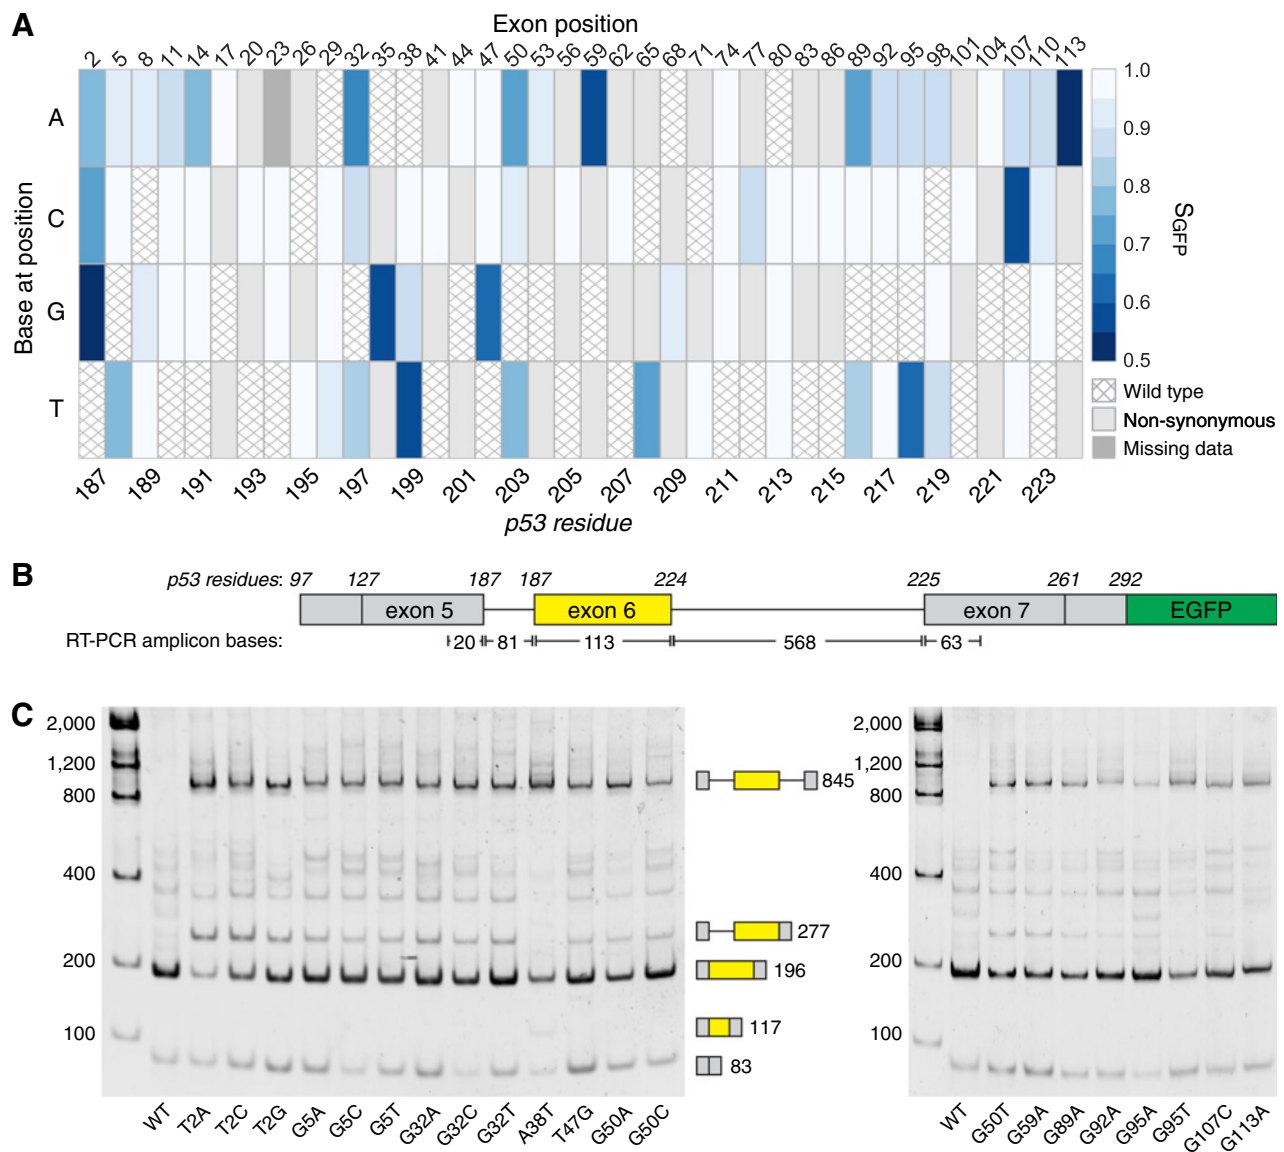 A
Exon position
2 5 8 11 14 17 20 23 26 29 32 35 38 41 44 47 50 53 56 59 62 65 68 71 74 77 80 83 86 89 92 95 98 101 104 107 110 113
Base at position
A
C
G
T
1.0
0.9
0.8
0.7
0.6
0.5
SGFP
Wild type
Non-synonymous
Missing data
187 189 191 193 195 197 199 201 203 205 207 209 211 213 215 217 219 221 223
p53 residue
B
p53 residues: 97 127 187 187 224 225 261 292
exon 5 exon 6 exon 7 EGFP
RT-PCR amplicon bases: 20 81 113 568 63
C
2,000
1,200
800
400
200
100
845
277
196
117
83
2,000
1,200
800
400
200
100
WT T2A T2C T2G G5A G5C G5T G32A G32C G32T A38T T47G G50A G50C
WT G50T G59A G89A G92A G95A G95T G107C G113A